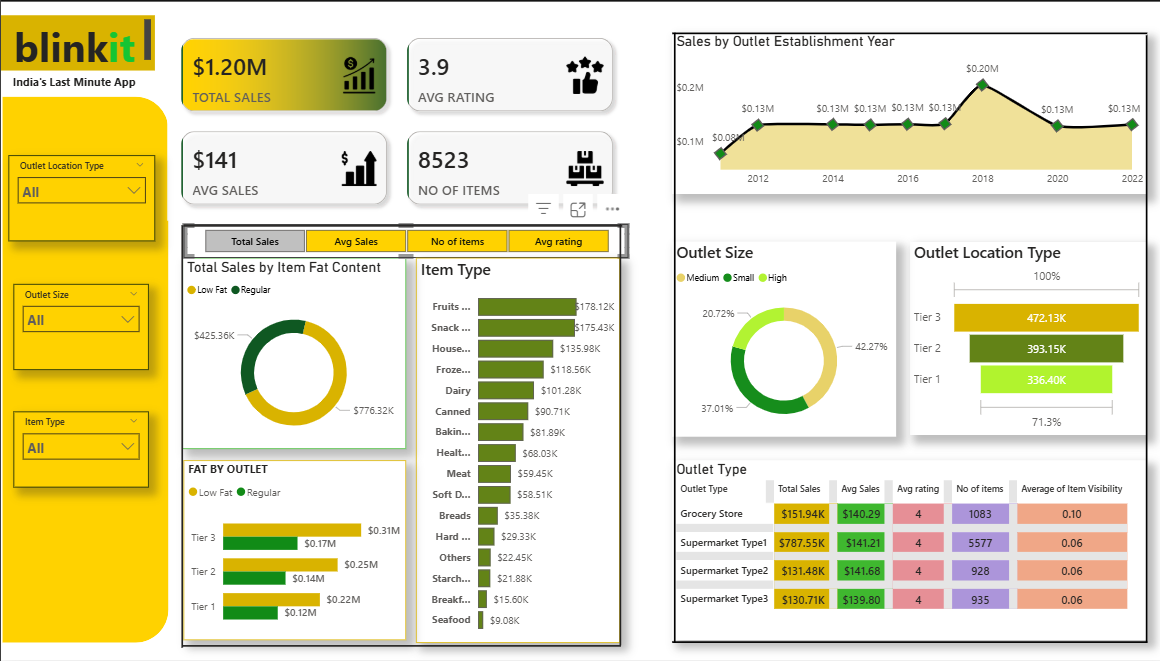 blinkit
India's Last Minute App
Outlet Location Type
All
Outlet Size
All
Item Type
All
$1.20M
TOTAL SALES
3.9
AVG RATING
$141
AVG SALES
8523
NO OF ITEMS
Total Sales
Avg Sales
No of items
Avg rating
Total Sales by Item Fat Content
Low Fat
Regular
$425.36K
$776.32K
FAT BY OUTLET
Low Fat
Regular
Tier 3
$0.31M
$0.17M
Tier 2
$0.25M
$0.14M
Tier 1
$0.22M
$0.12M
Item Type
Fruits ... $178.12K
Snack ... $175.43K
House... $135.98K
Froze... $118.56K
Dairy $101.28K
Canned $90.71K
Bakin... $81.89K
Healt... $68.03K
Meat $59.45K
Soft D... $58.51K
Breads $35.38K
Hard ... $29.33K
Others $22.45K
Starch... $21.88K
Breakf... $15.60K
Seafood $9.08K
Sales by Outlet Establishment Year
$0.2M
$0.1M
$0.08M
$0.13M
$0.13M
$0.13M
$0.13M
$0.13M
$0.20M
$0.13M
$0.13M
2012 2014 2016 2018 2020 2022
Outlet Size
Medium Small High
20.72%
42.27%
37.01%
Outlet Location Type
100%
Tier 3 472.13K
Tier 2 393.15K
Tier 1 336.40K
71.3%
Outlet Type
Outlet Type Total Sales Avg Sales Avg rating No of items Average of Item Visibility
Grocery Store $151.94K $140.29 4 1083 0.10
Supermarket Type1 $787.55K $141.21 4 5577 0.06
Supermarket Type2 $131.48K $141.68 4 928 0.06
Supermarket Type3 $130.71K $139.80 4 935 0.06